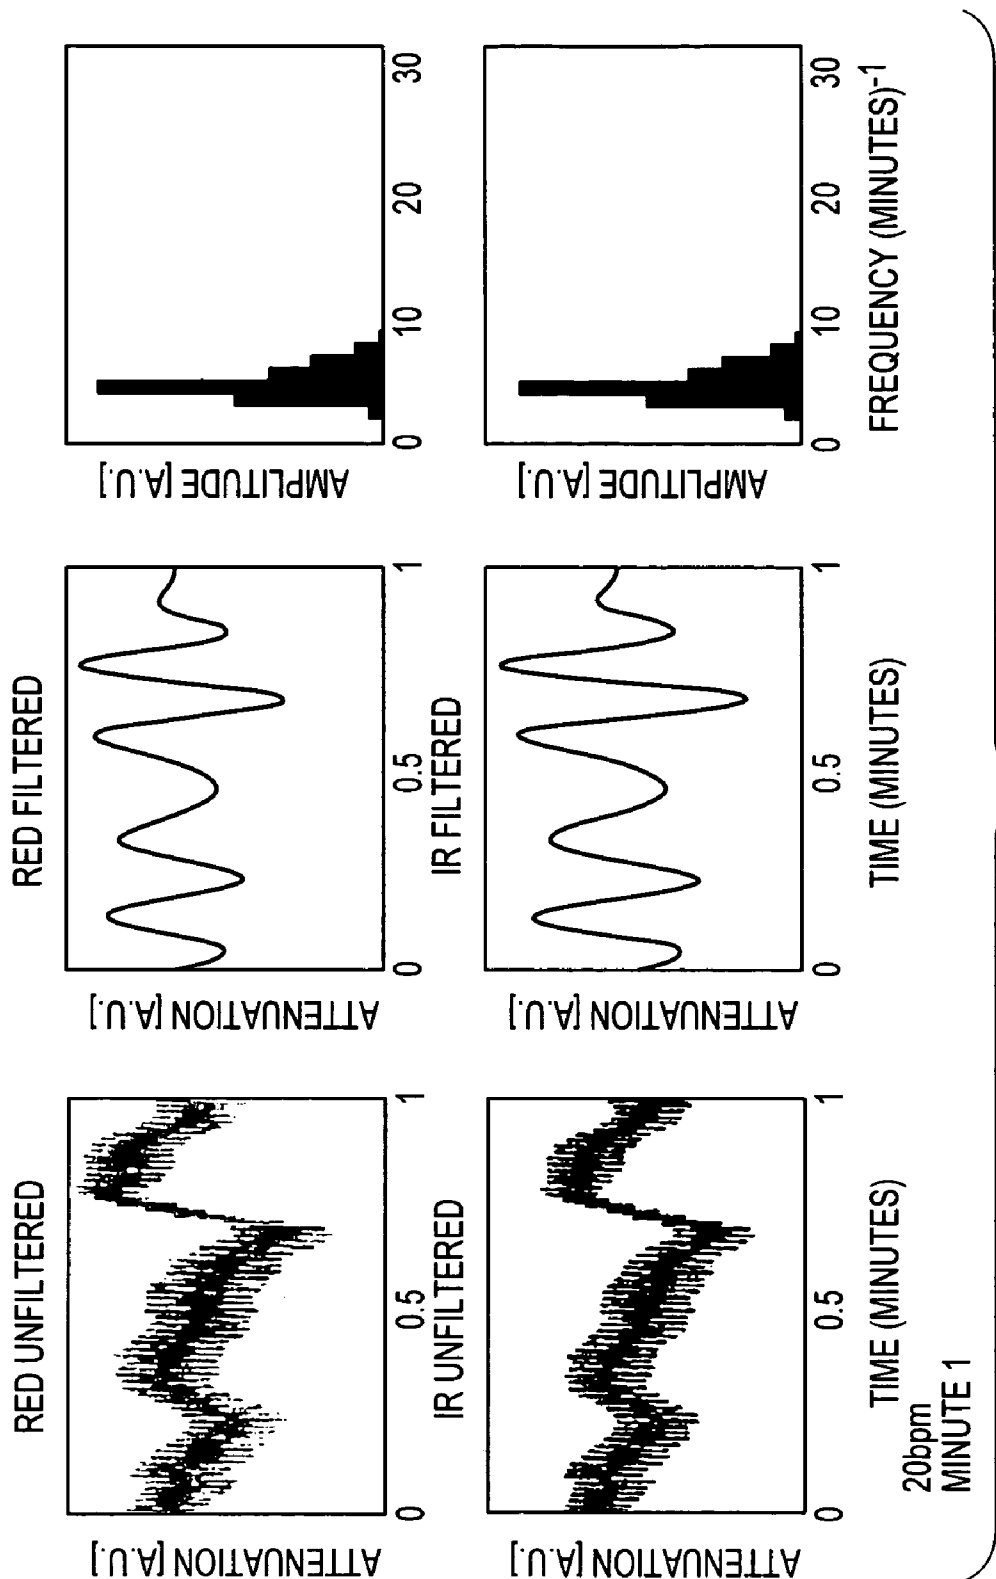 RED UNFILTERED
ATTENUATION [A.U.]
0 0.5 1
RED FILTERED
ATTENUATION [A.U.]
0 0.5 1
AMPLITUDE [A.U.]
0 10 20 30
IR UNFILTERED
ATTENUATION [A.U.]
0 0.5 1
TIME (MINUTES)
IR FILTERED
ATTENUATION [A.U.]
0 0.5 1
TIME (MINUTES)
AMPLITUDE [A.U.]
0 10 20 30
FREQUENCY (MINUTES)-1
20bpm
MINUTE 1